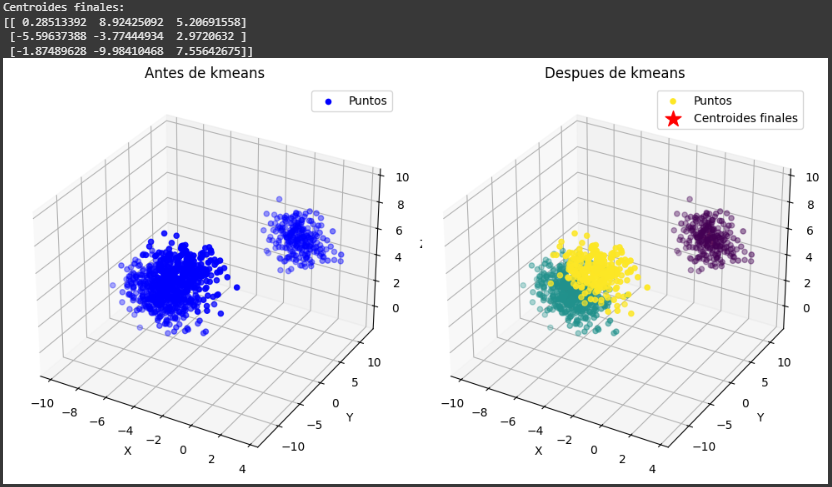 Centroides finales:
[[ 0.28513392  8.92425092  5.20691558]
 [-5.59637388 -3.77444934  2.9720632 ]
 [-1.87489628 -9.98410468  7.55642675]]
Antes de kmeans
Puntos
10
8
6
4
2
0
10
5
0
−5
−10
Y
−10
−8
−6
−4
−2
0
2
4
X
Despues de kmeans
Puntos
Centroides finales
10
8
6
4
2
0
10
5
0
−5
−10
Y
−10
−8
−6
−4
−2
0
2
4
X